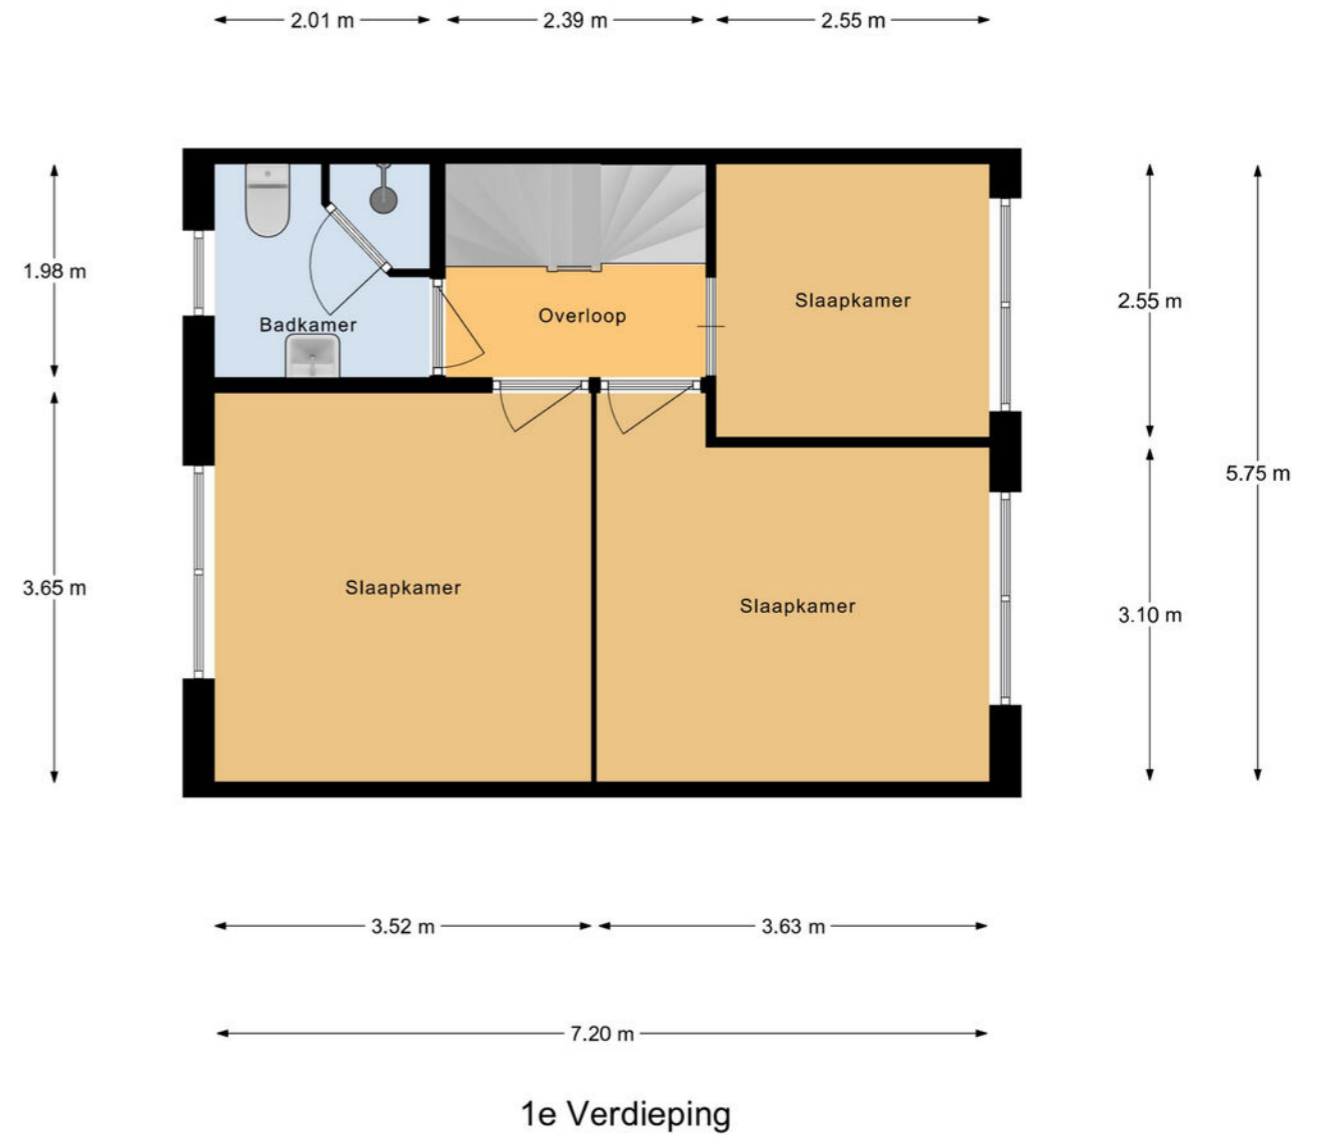 2.01 m
2.39 m
2.55 m
1.98 m
Badkamer
Overloop
Slaapkamer
2.55 m
5.75 m
3.65 m
Slaapkamer
Slaapkamer
3.10 m
3.52 m
3.63 m
7.20 m
1e Verdieping